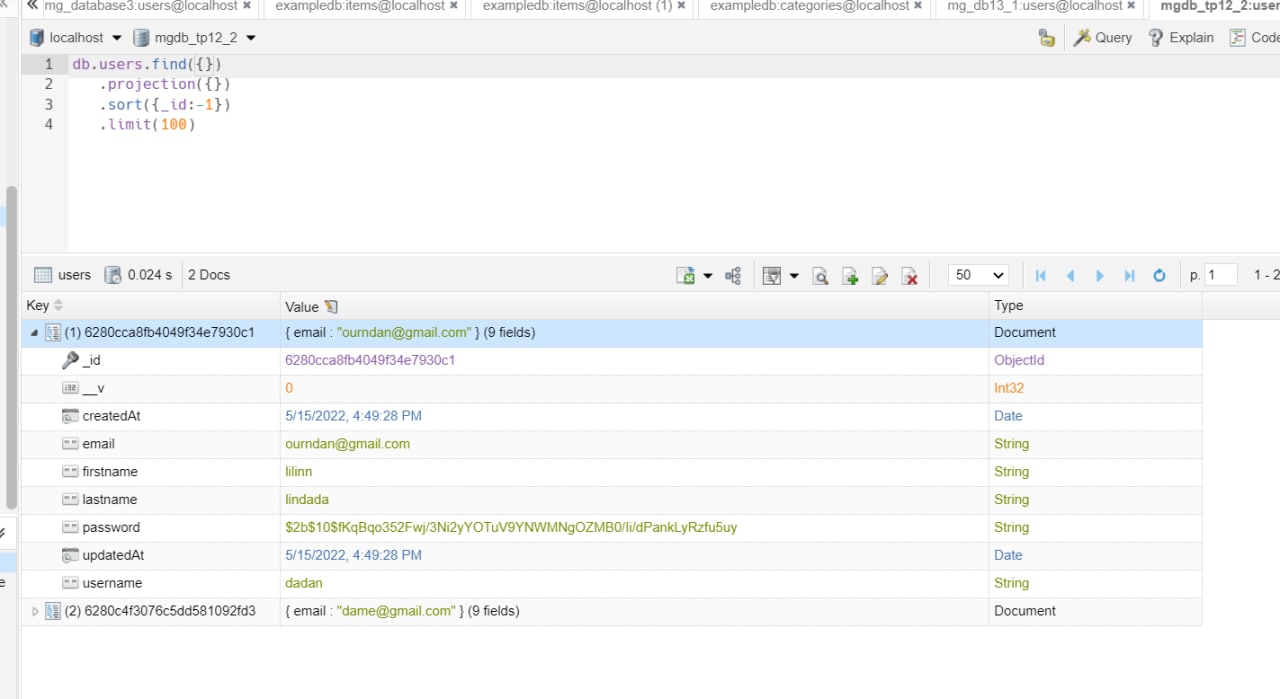 mg_database3:users@localhost exampledb:items@localhost exampledb:items@localhost (1) exampledb:categories@localhost mg_db13_1:users@localhost mgdb_tp12_2:user
localhost mgdb_tp12_2 Query Explain Code
1 db.users.find({})
2 .projection({})
3 .sort({_id:-1})
4 .limit(100)
users 0.024 s 2 Docs 50 p. 1 1 - 2
Key Value Type
(1) 6280cca8fb4049f34e7930c1 { email : "ourndan@gmail.com" } (9 fields) Document
_id 6280cca8fb4049f34e7930c1 ObjectId
__v 0 Int32
createdAt 5/15/2022, 4:49:28 PM Date
email ourndan@gmail.com String
firstname lilinn String
lastname lindada String
password $2b$10$fKqBqo352Fwj/3Ni2yYOTuV9YNWMNgOZMB0/Ii/dPankLyRzfu5uy String
updatedAt 5/15/2022, 4:49:28 PM Date
username dadan String
(2) 6280c4f3076c5dd581092fd3 { email : "dame@gmail.com" } (9 fields) Document